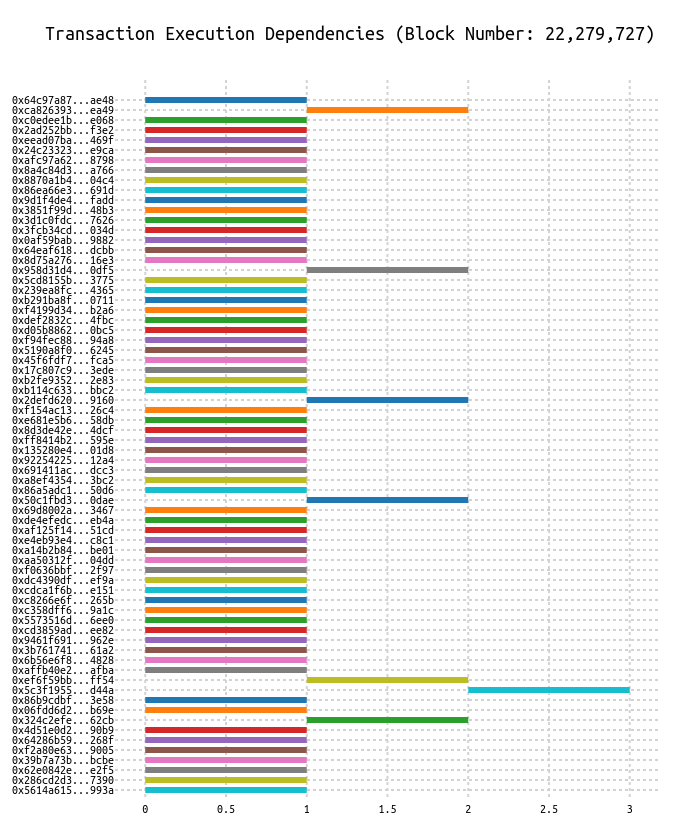 Transaction Execution Dependencies (Block Number: 22,279,727)
0x64c97a87...ae48
0xca826393...ea49
0xc0edee1b...e068
0x2ad252bb...f3e2
0xeead07ba...469f
0x24c23323...e9ca
0xafc97a62...8798
0x8a4c84d3...a766
0x8870a1b4...04c4
0x86ea66e3...691d
0x9d1f4de4...fadd
0x3851f99d...48b3
0x3d1c0fdc...7626
0x3fcb34cd...034d
0x0af59bab...9882
0x64eaf618...dcbb
0x8d75a276...16e3
0x958d31d4...0df5
0x5cd8155b...3775
0x239ea8fc...4365
0xb291ba8f...0711
0xf4199d34...b2a6
0xdef2832c...4fbc
0xd05b8862...0bc5
0xf94fec88...94a8
0x5190a8f0...6245
0x45f6fdf7...fca5
0x17c807c9...3ede
0xb2fe9352...2e83
0xb114c633...bbc2
0x2defd620...9160
0xf154ac13...26c4
0xe681e5b6...58db
0x8d3de42e...4dcf
0xff8414b2...595e
0x135280e4...01d8
0x92254225...12a4
0x691411ac...dcc3
0xa8ef4354...3bc2
0x86a5adc1...50d6
0x50c1fbd3...0dae
0x69d8002a...3467
0xde4efedc...eb4a
0xaf125f14...51cd
0xe4eb93e4...c8c1
0xa14b2b84...be01
0xaa50312f...04dd
0xf0636bbf...2f97
0xdc4390df...ef9a
0xcdca1f6b...e151
0xc8266e6f...265b
0xc358dff6...9a1c
0x5573516d...6ee0
0xcd3859ad...ee82
0x9461f691...962e
0x3b761741...61a2
0x6b56e6f8...4828
0xaffb40e2...afba
0xef6f59bb...ff54
0x5c3f1955...d44a
0x86b9cdbf...3e58
0x06fdd6d2...b69e
0x324c2efe...62cb
0x4d51e0d2...90b9
0x64286b59...268f
0xf2a80e63...9005
0x39b7a73b...bcbe
0x62e0842e...e2f5
0x286cd2d3...7390
0x5614a615...993a
0 0.5 1 1.5 2 2.5 3